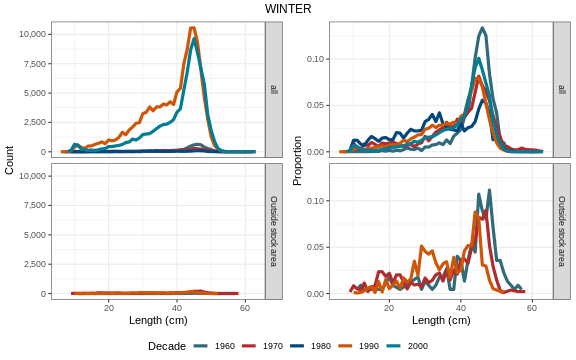 WINTER
Count
10,000
7,500
5,000
2,500
0
all
10,000
7,500
5,000
2,500
0
Outside stock area
20
40
60
Length (cm)
Proportion
0.10
0.05
0.00
all
0.10
0.05
0.00
Outside stock area
20
40
60
Length (cm)
Decade 1960 1970 1980 1990 2000